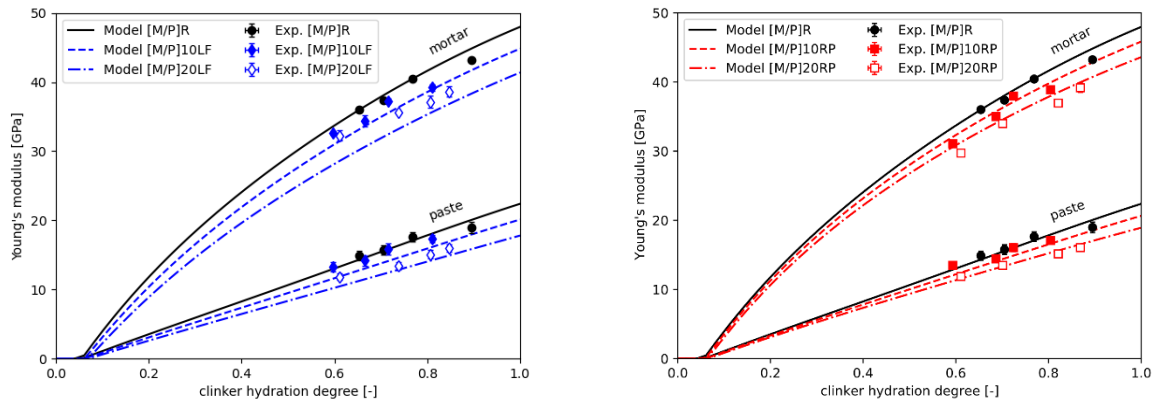 50
40
30
20
10
0
Young's modulus [GPa]
Model [M/P]R
Model [M/P]10LF
Model [M/P]20LF
Exp. [M/P]R
Exp. [M/P]10LF
Exp. [M/P]20LF
mortar
paste
0.0 0.2 0.4 0.6 0.8 1.0
clinker hydration degree [-]
50
40
30
20
10
0
Young's modulus [GPa]
Model [M/P]R
Model [M/P]10RP
Model [M/P]20RP
Exp. [M/P]R
Exp. [M/P]10RP
Exp. [M/P]20RP
mortar
paste
0.0 0.2 0.4 0.6 0.8 1.0
clinker hydration degree [-]